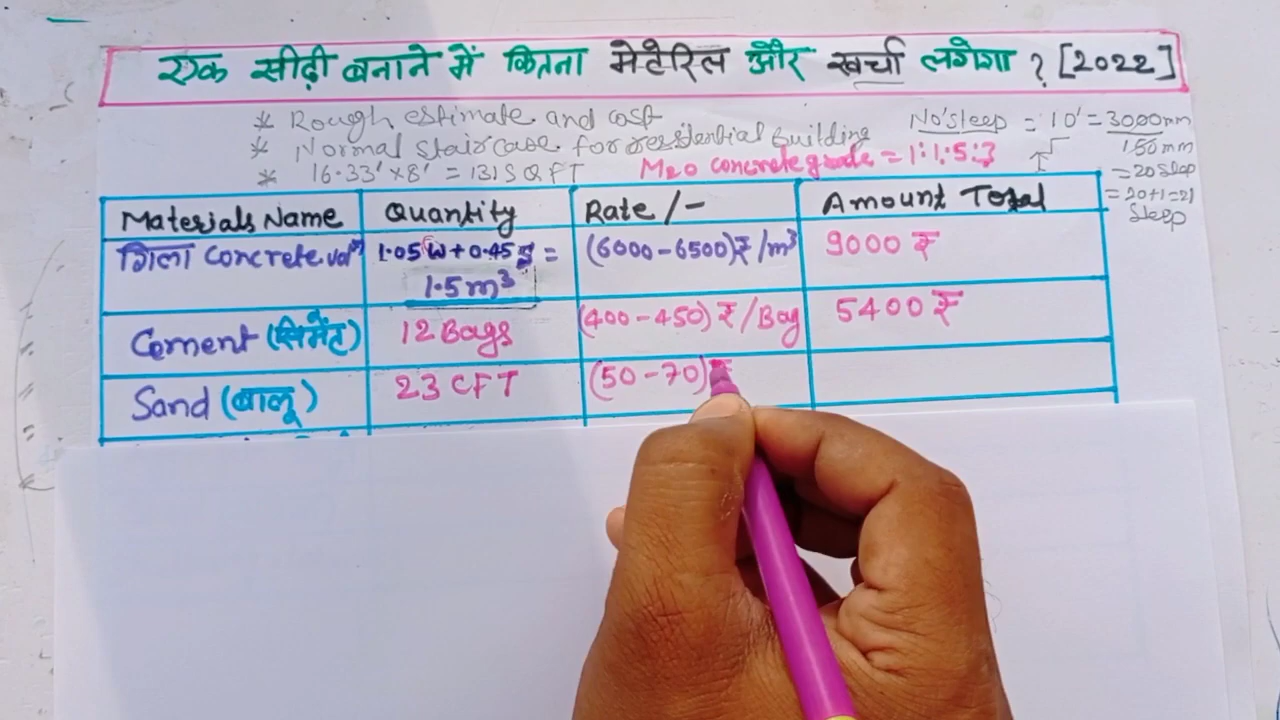 एक सीढ़ी बनाने में कितना मेटेरिल और खर्चा लगेगा ? [2022]
* Rough estimate and cost
* Normal staircase for residential building
* 16.33' x 8' = 131 SQFT
No' sleep = 10' = 3000mm
150mm
= 20 slep
= 20+1=21
sleep
M20 concrete grade = 1:1.5:3
Materials Name Quantity Rate /- Amount Total
गिला concrete vol 1.05 W + 0.45 S = 1.5 m³ (6000-6500)₹/m³ 9000 ₹
Cement (सिमेंट) 12 Bags (400-450) ₹/Bag 5400 ₹
Sand (बालू) 23 CFT (50-70) ₹